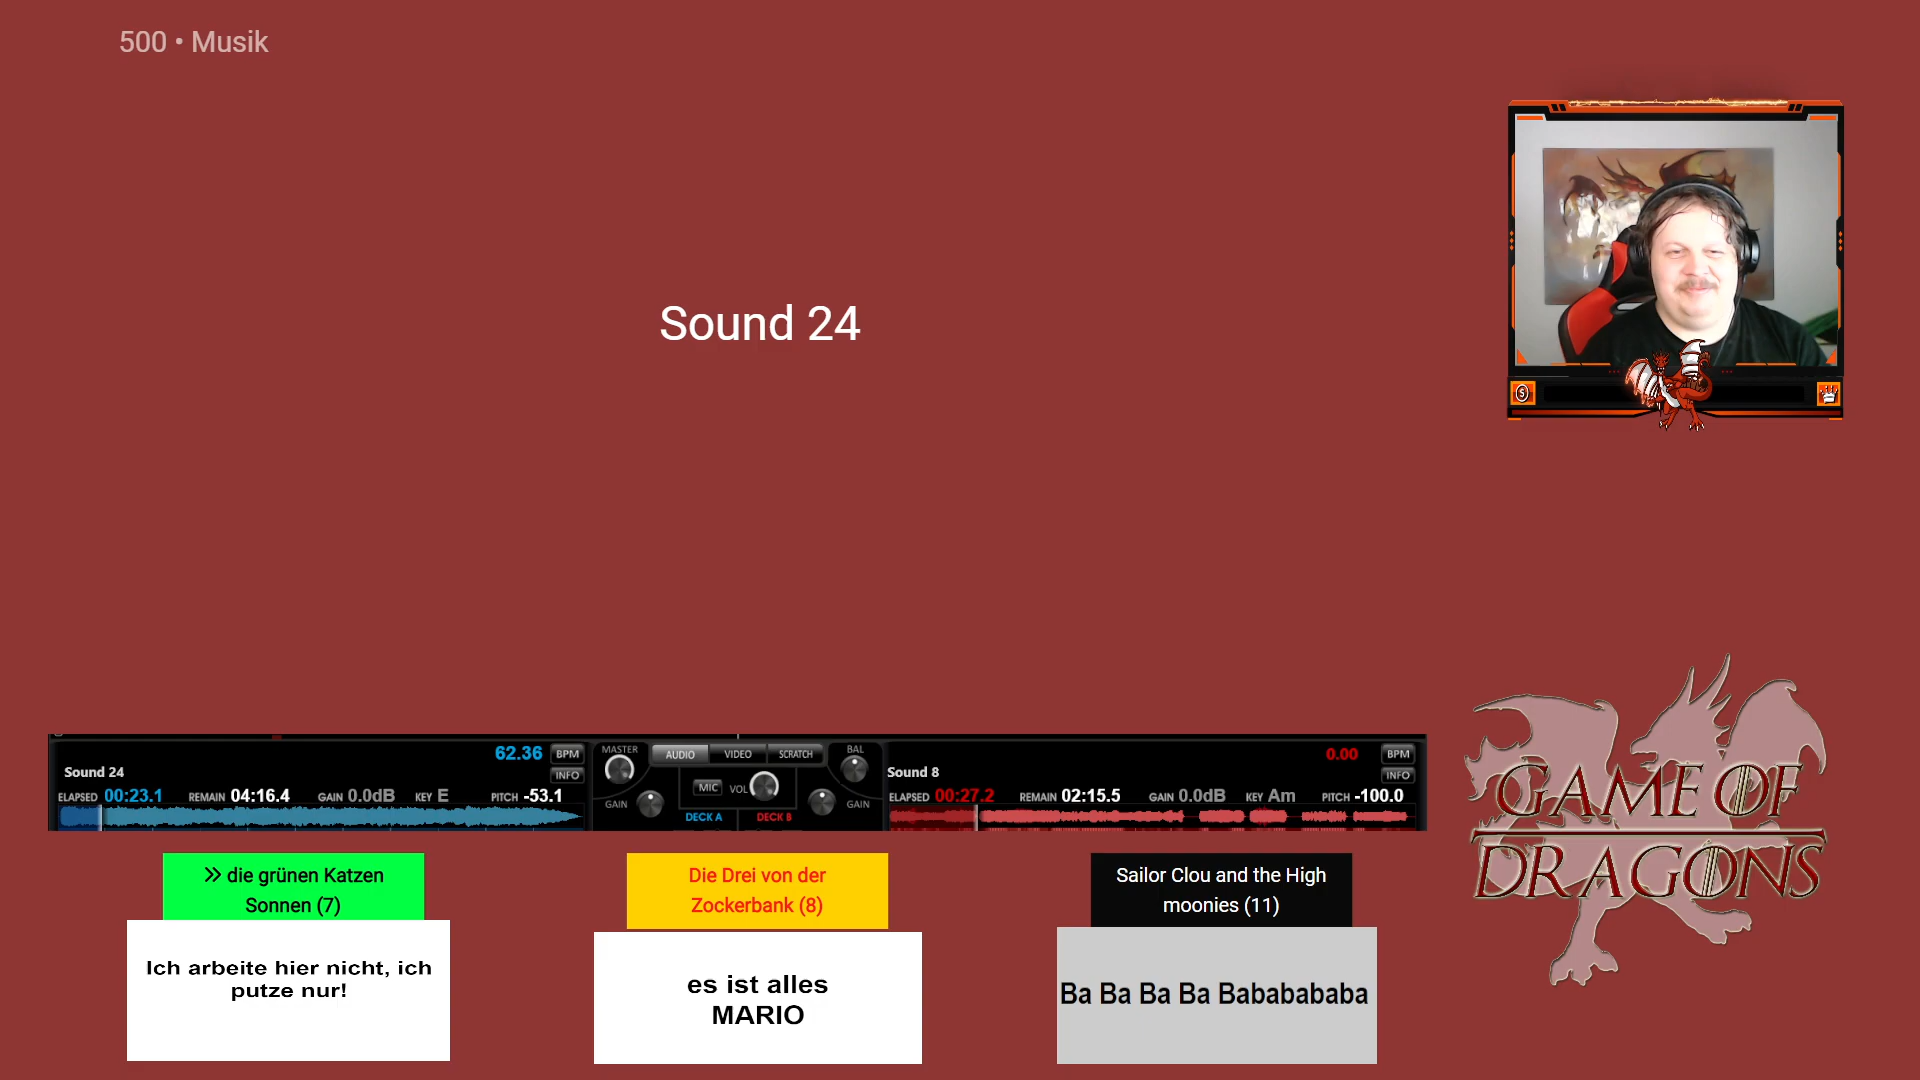 500 • Musik
Sound 24
S
62.36
BPM
INFO
Sound 24
ELAPSED 00:23.1 REMAIN 04:16.4 GAIN 0.0dB KEY E PITCH -53.1
MASTER
AUDIO VIDEO SCRATCH
BAL
MIC VOL
GAIN
GAIN
DECK A DECK B
0.00
BPM
INFO
Sound 8
ELAPSED 00:27.2 REMAIN 02:15.5 GAIN 0.0dB KEY Am PITCH -100.0
GAME OF
DRAGONS
die grünen Katzen
Sonnen (7)
Ich arbeite hier nicht, ich
putze nur!
Die Drei von der
Zockerbank (8)
es ist alles
MARIO
Sailor Clou and the High
moonies (11)
Ba Ba Ba Ba Babababababa